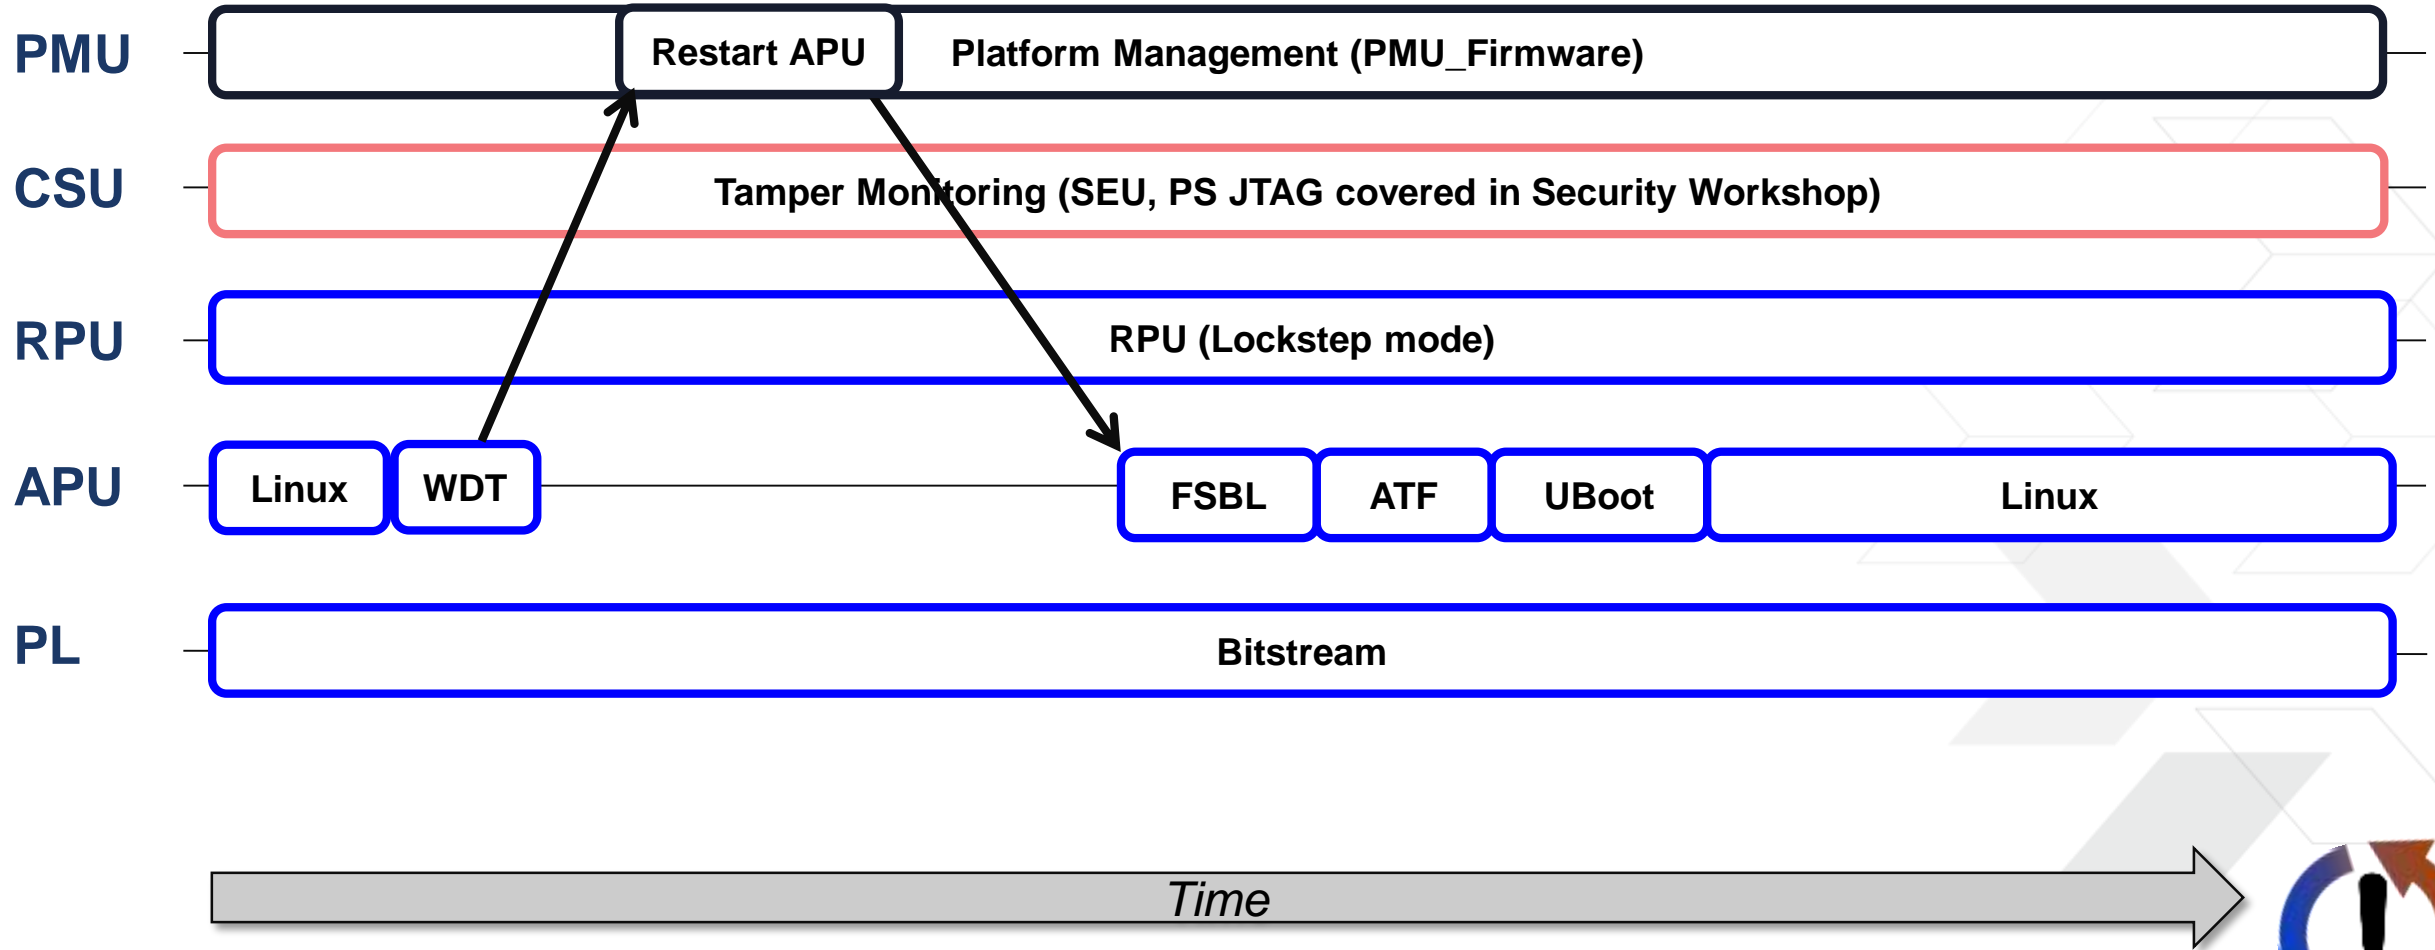 PMU
Restart APU
Platform Management (PMU_Firmware)
CSU
Tamper Monitoring (SEU, PS JTAG covered in Security Workshop)
RPU
RPU (Lockstep mode)
APU
Linux
WDT
FSBL
ATF
UBoot
Linux
PL
Bitstream
Time